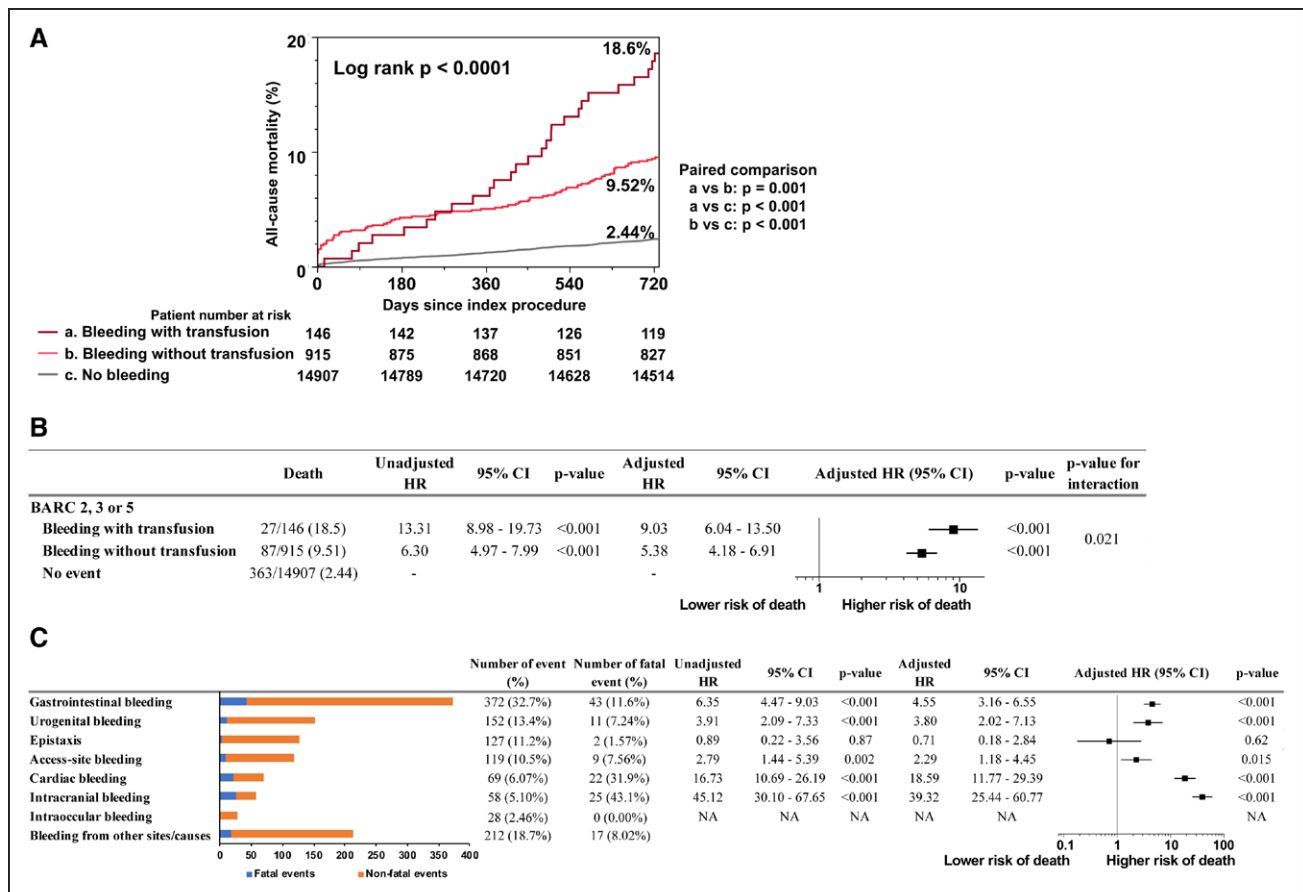 A
20
18.6%
Log rank p < 0.0001
All-cause mortality (%)
10
9.52%
2.44%
0
0 180 360 540 720
Days since index procedure
Paired comparison
a vs b: p = 0.001
a vs c: p < 0.001
b vs c: p < 0.001
Patient number at risk
a. Bleeding with transfusion 146 142 137 126 119
b. Bleeding without transfusion 915 875 868 851 827
c. No bleeding 14907 14789 14720 14628 14514
B
Death Unadjusted HR 95% CI p-value Adjusted HR 95% CI Adjusted HR (95% CI) p-value p-value for interaction
BARC 2, 3 or 5
Bleeding with transfusion 27/146 (18.5) 13.31 8.98 - 19.73 <0.001 9.03 6.04 - 13.50 <0.001
0.021
Bleeding without transfusion 87/915 (9.51) 6.30 4.97 - 7.99 <0.001 5.38 4.18 - 6.91 <0.001
No event 363/14907 (2.44) - -
1 10
Lower risk of death Higher risk of death
C
Number of event (%) Number of fatal event (%) Unadjusted HR 95% CI p-value Adjusted HR 95% CI Adjusted HR (95% CI) p-value
Gastrointestinal bleeding 372 (32.7%) 43 (11.6%) 6.35 4.47 - 9.03 <0.001 4.55 3.16 - 6.55 <0.001
Urogenital bleeding 152 (13.4%) 11 (7.24%) 3.91 2.09 - 7.33 <0.001 3.80 2.02 - 7.13 <0.001
Epistaxis 127 (11.2%) 2 (1.57%) 0.89 0.22 - 3.56 0.87 0.71 0.18 - 2.84 0.62
Access-site bleeding 119 (10.5%) 9 (7.56%) 2.79 1.44 - 5.39 0.002 2.29 1.18 - 4.45 0.015
Cardiac bleeding 69 (6.07%) 22 (31.9%) 16.73 10.69 - 26.19 <0.001 18.59 11.77 - 29.39 <0.001
Intracranial bleeding 58 (5.10%) 25 (43.1%) 45.12 30.10 - 67.65 <0.001 39.32 25.44 - 60.77 <0.001
Intraoccular bleeding 28 (2.46%) 0 (0.00%) NA NA NA NA NA NA
Bleeding from other sites/causes 212 (18.7%) 17 (8.02%)
0 50 100 150 200 250 300 350 400
Fatal events Non-fatal events
0.1 1 10 100
Lower risk of death Higher risk of death